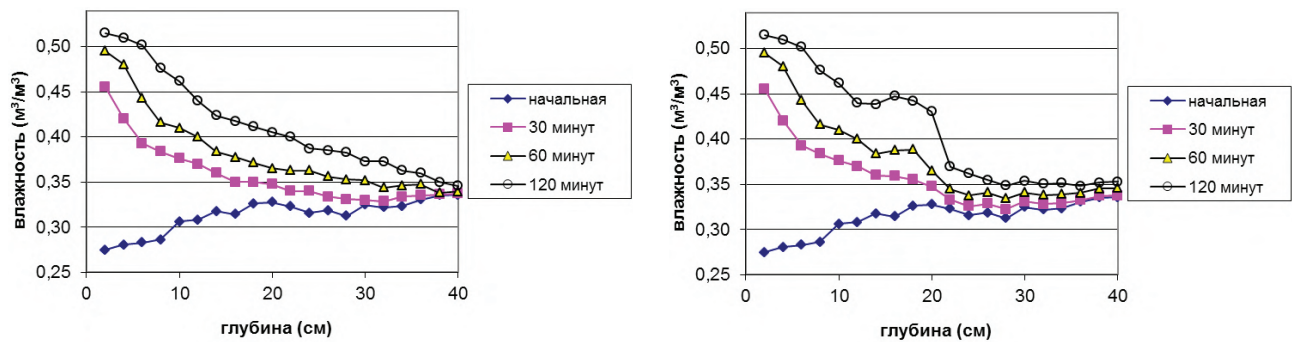 0,50
0,45
0,40
0,35
0,30
0,25
0
10
20
30
40
влажность (м³/м³)
глубина (см)
начальная
30 минут
60 минут
120 минут
0,50
0,45
0,40
0,35
0,30
0,25
0
10
20
30
40
влажность (м³/м³)
глубина (см)
начальная
30 минут
60 минут
120 минут